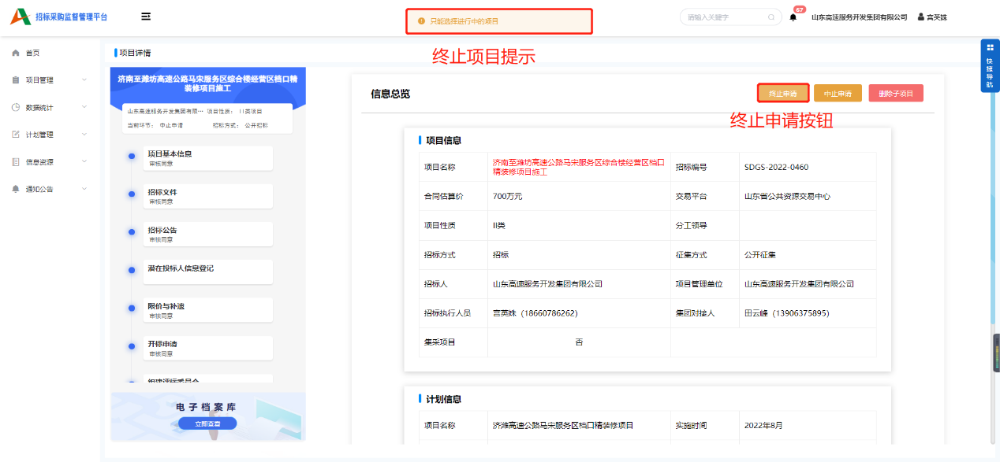 招标采购监督管理平台
只能选择进行中的项目
请输入关键字
67
山东高速服务开发集团有限公司
宫英姝
终止项目提示
首页
项目管理
数据统计
计划管理
信息资源
通知公告
项目详情
济南至潍坊高速公路马宋服务区综合楼经营区档口精
装修项目施工
山东高速服务开发集团有限… 项目性质： II类项目
当前环节： 中止申请 招标方式： 公开招标
项目基本信息
审核同意
招标文件
审核同意
招标公告
审核同意
潜在投标人信息登记
限价与补遗
审核同意
开标申请
审核同意
组建评标委员会
电子档案库
立即查看
信息总览
终止申请
中止申请
删除子项目
终止申请按钮
项目信息
项目名称 济南至潍坊高速公路马宋服务区综合楼经营区档口
精装修项目施工
招标编号 SDGS-2022-0460
合同估算价 700万元 交易平台 山东省公共资源交易中心
项目性质 II类 分工领导
招标方式 招标 征集方式 公开征集
招标人 山东高速服务开发集团有限公司 项目管理单位 山东高速服务开发集团有限公司
招标执行人员 宫英姝（18660786262） 集团对接人 田云峰（13906375895）
集采项目 否
计划信息
项目名称 济潍高速公路马宋服务区档口精装修项目 实施时间 2022年8月
快捷导航